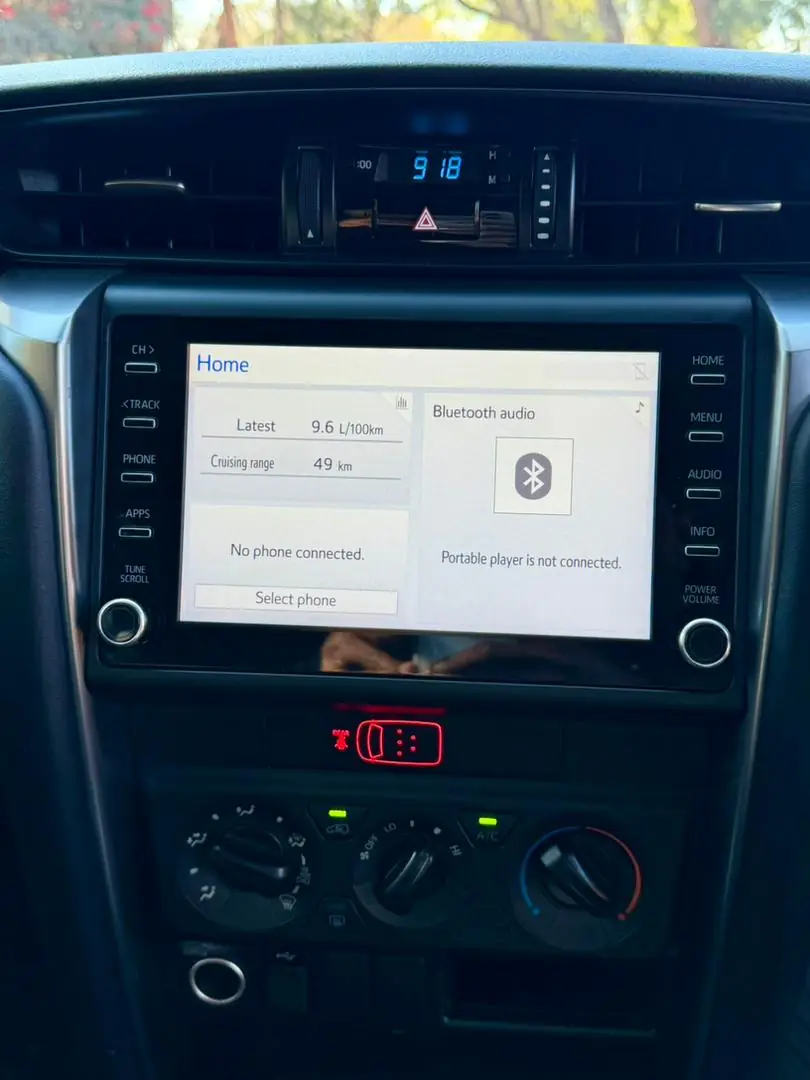 :00
9 18
H
M
CH >
< TRACK
PHONE
APPS
TUNE
SCROLL
Home
Latest 9.6 L/100km
Cruising range 49 km
No phone connected.
Select phone
Bluetooth audio
Portable player is not connected.
HOME
MENU
AUDIO
INFO
POWER
VOLUME
OFF LO HI
A/C